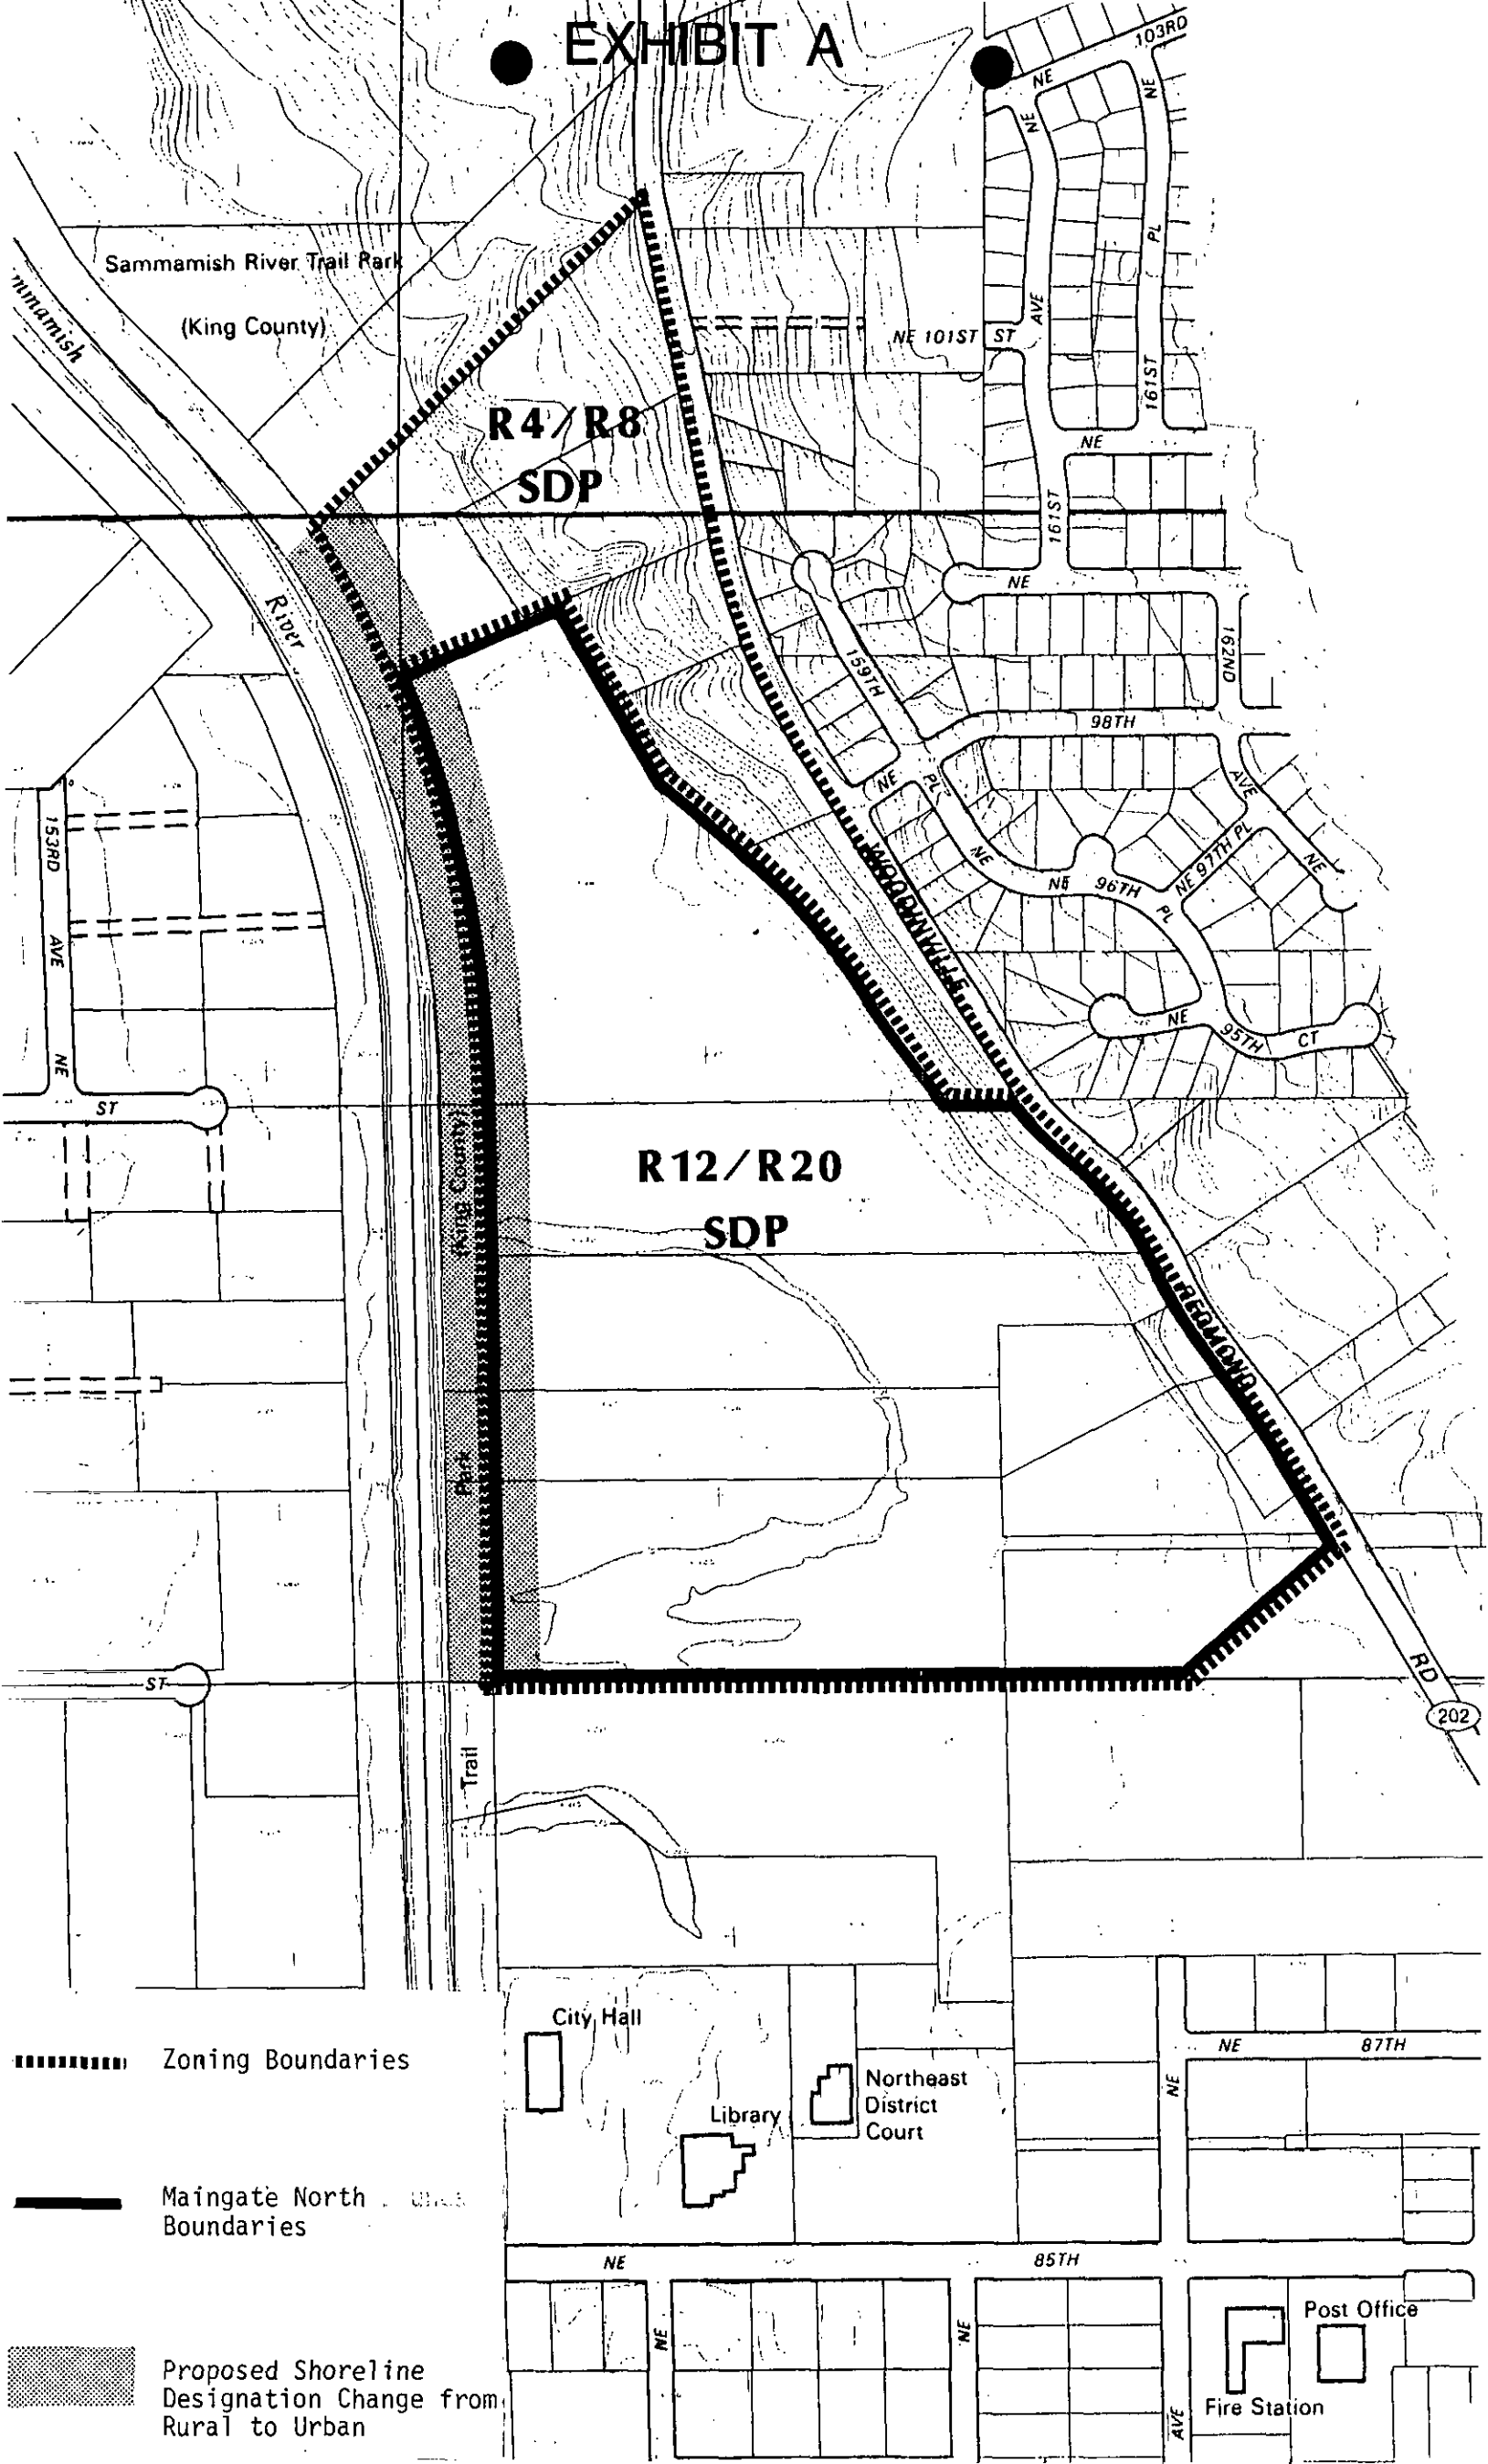 EXHIBIT A
103RD
NE
NE
NE
PL
Sammamish River Trail Park
(King County)
mmamish
NE 101ST ST
AVE
161ST
NE
R4/R8
SDP
161ST
NE
River
162ND
159TH
98TH
NE
PL
AVE
153RD
AVE
NE
WOODINVILLE
NE
NE 96TH
PL
NE 97TH PL
NE
NE
95TH
CT
ST
(King County)
R12/R20
SDP
REDMOND
Park
ST
RD
202
Trail
City Hall
Zoning Boundaries
NE
87TH
Northeast
District
Court
NE
Library
Maingate North
Boundaries
NE
85TH
NE
NE
Post Office
Proposed Shoreline
Designation Change from
Rural to Urban
Fire Station
AVE